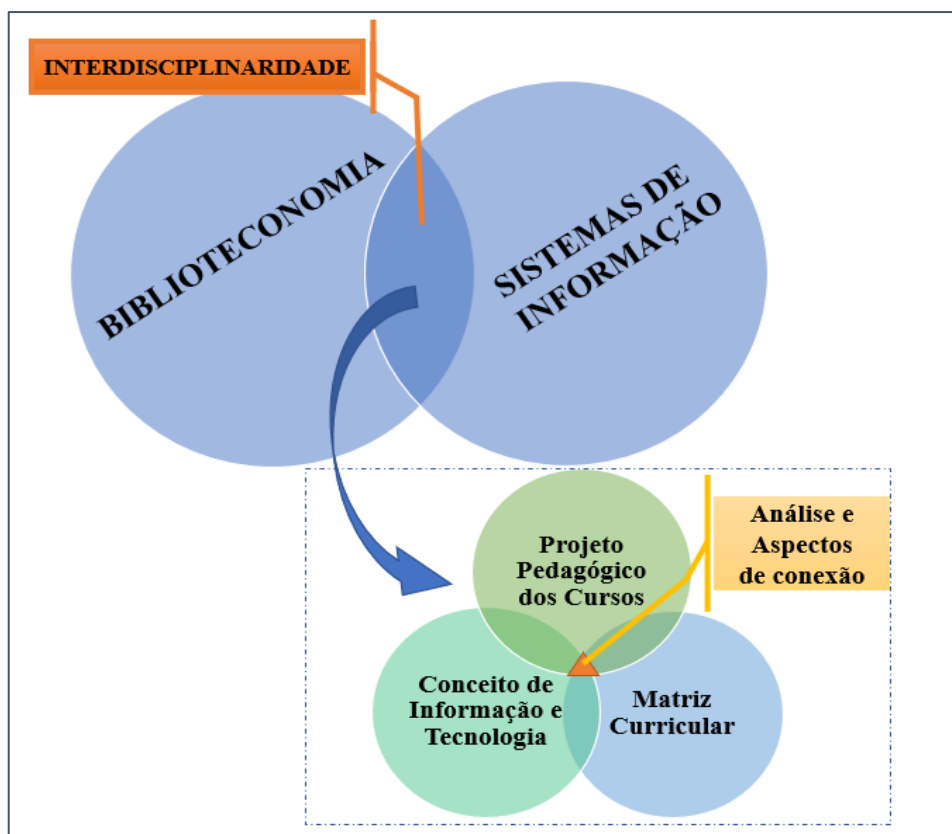 INTERDISCIPLINARIDADE
BIBLIOTECONOMIA
SISTEMAS DE
INFORMAÇÃO
Projeto
Pedagógico
dos Cursos
Análise e
Aspectos
de conexão
Conceito de
Informação e
Tecnologia
Matriz
Curricular